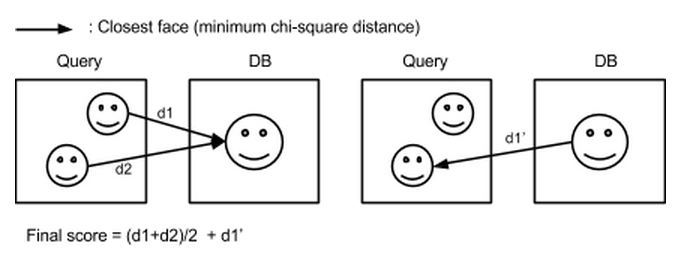 : Closest face (minimum chi-square distance)
Query DB Query DB
d1 d1’
d2
Final score = (d1+d2)/2 + d1’